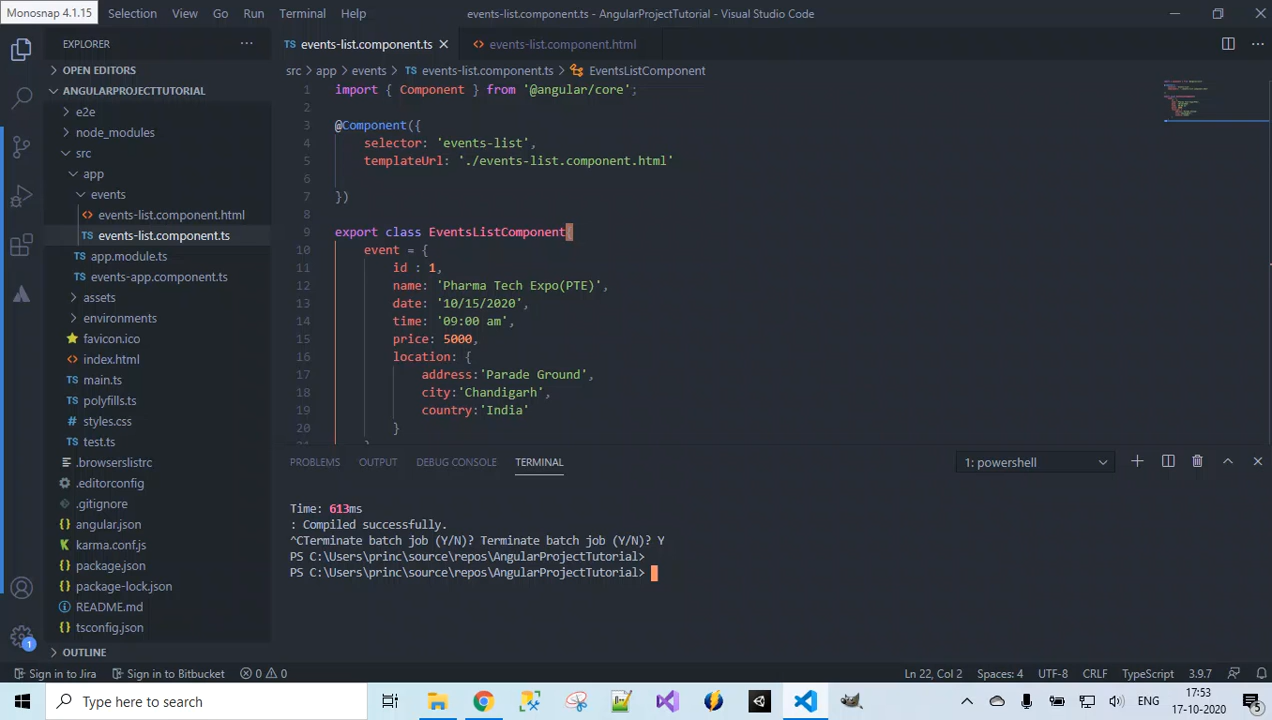 Monosnap 4.1.15
Selection View Go Run Terminal Help
events-list.component.ts - AngularProjectTutorial - Visual Studio Code
EXPLORER
OPEN EDITORS
ANGULARPROJECTTUTORIAL
e2e
node_modules
src
app
events
events-list.component.html
TS events-list.component.ts
TS app.module.ts
TS events-app.component.ts
assets
environments
favicon.ico
index.html
TS main.ts
TS polyfills.ts
# styles.css
TS test.ts
.browserslistrc
.editorconfig
.gitignore
{} angular.json
karma.conf.js
{} package.json
{} package-lock.json
README.md
{} tsconfig.json
OUTLINE
TS events-list.component.ts
<> events-list.component.html
src > app > events > TS events-list.component.ts > EventsListComponent
1 import { Component } from '@angular/core';
2
3 @Component({
4 selector: 'events-list',
5 templateUrl: './events-list.component.html'
6
7 })
8
9 export class EventsListComponent{
10 event = {
11 id : 1,
12 name: 'Pharma Tech Expo(PTE)',
13 date: '10/15/2020',
14 time: '09:00 am',
15 price: 5000,
16 location: {
17 address:'Parade Ground',
18 city:'Chandigarh',
19 country:'India'
20 }
PROBLEMS OUTPUT DEBUG CONSOLE TERMINAL
1: powershell
Time: 613ms
: Compiled successfully.
^CTerminate batch job (Y/N)? Terminate batch job (Y/N)? Y
PS C:\Users\princ\source\repos\AngularProjectTutorial>
PS C:\Users\princ\source\repos\AngularProjectTutorial>
1
Sign in to Jira Sign in to Bitbucket 0 0
Ln 22, Col 2 Spaces: 4 UTF-8 CRLF TypeScript 3.9.7
Type here to search
ENG
17:53
17-10-2020
5